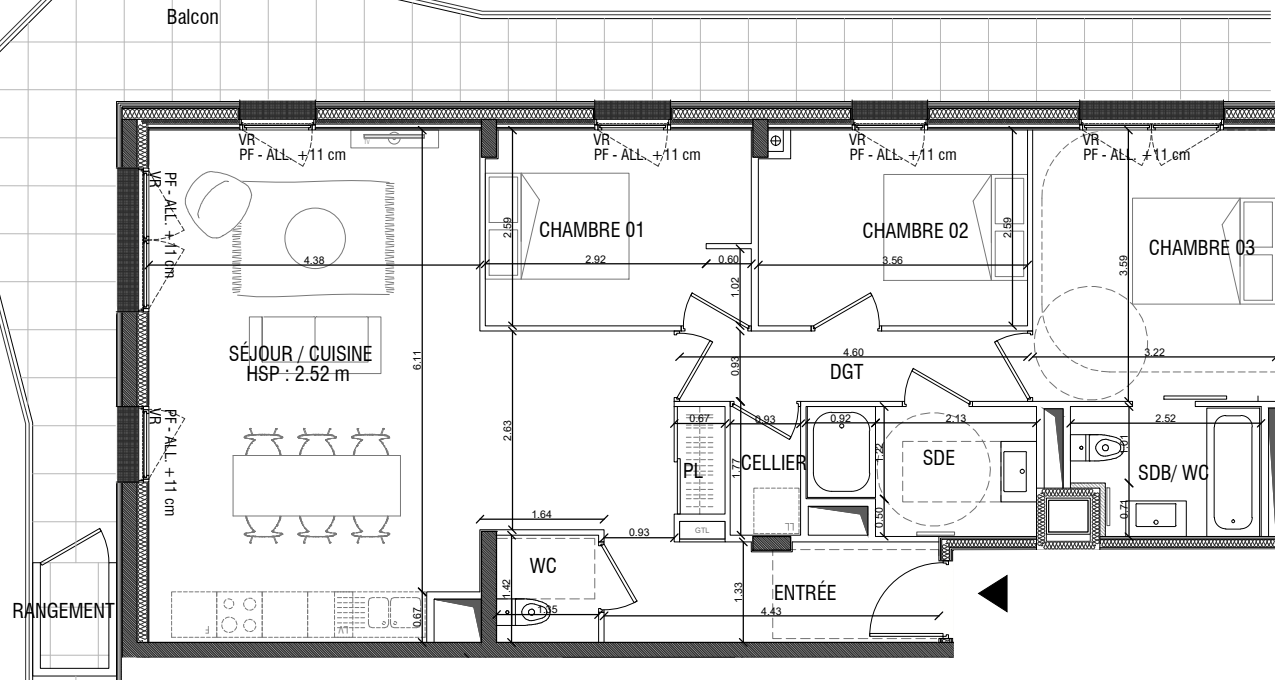 Balcon
VR
PF - ALL. +11 cm
VR
PF - ALL. +11 cm
VR
PF - ALL. +11 cm
VR
PF - ALL. +11 cm
TV
VR
PF - ALL. +11 cm
2.59
CHAMBRE 01
CHAMBRE 02
2.59
CHAMBRE 03
4.38
2.92
0.60
3.56
3.59
1.02
SÉJOUR / CUISINE
HSP : 2.52 m
6.11
0.93
4.60
3.22
DGT
VR
PF - ALL. +11 cm
2.63
0.67
0.93
0.92
2.13
2.52
PL
1.77
CELLIER
1.22
SDE
1.01
SDB/ WC
1.64
0.93
GTL
LL
0.50
0.71
WC
1.42
1.33
ENTRÉE
RANGEMENT
1.35
4.43
F
LV
0.67